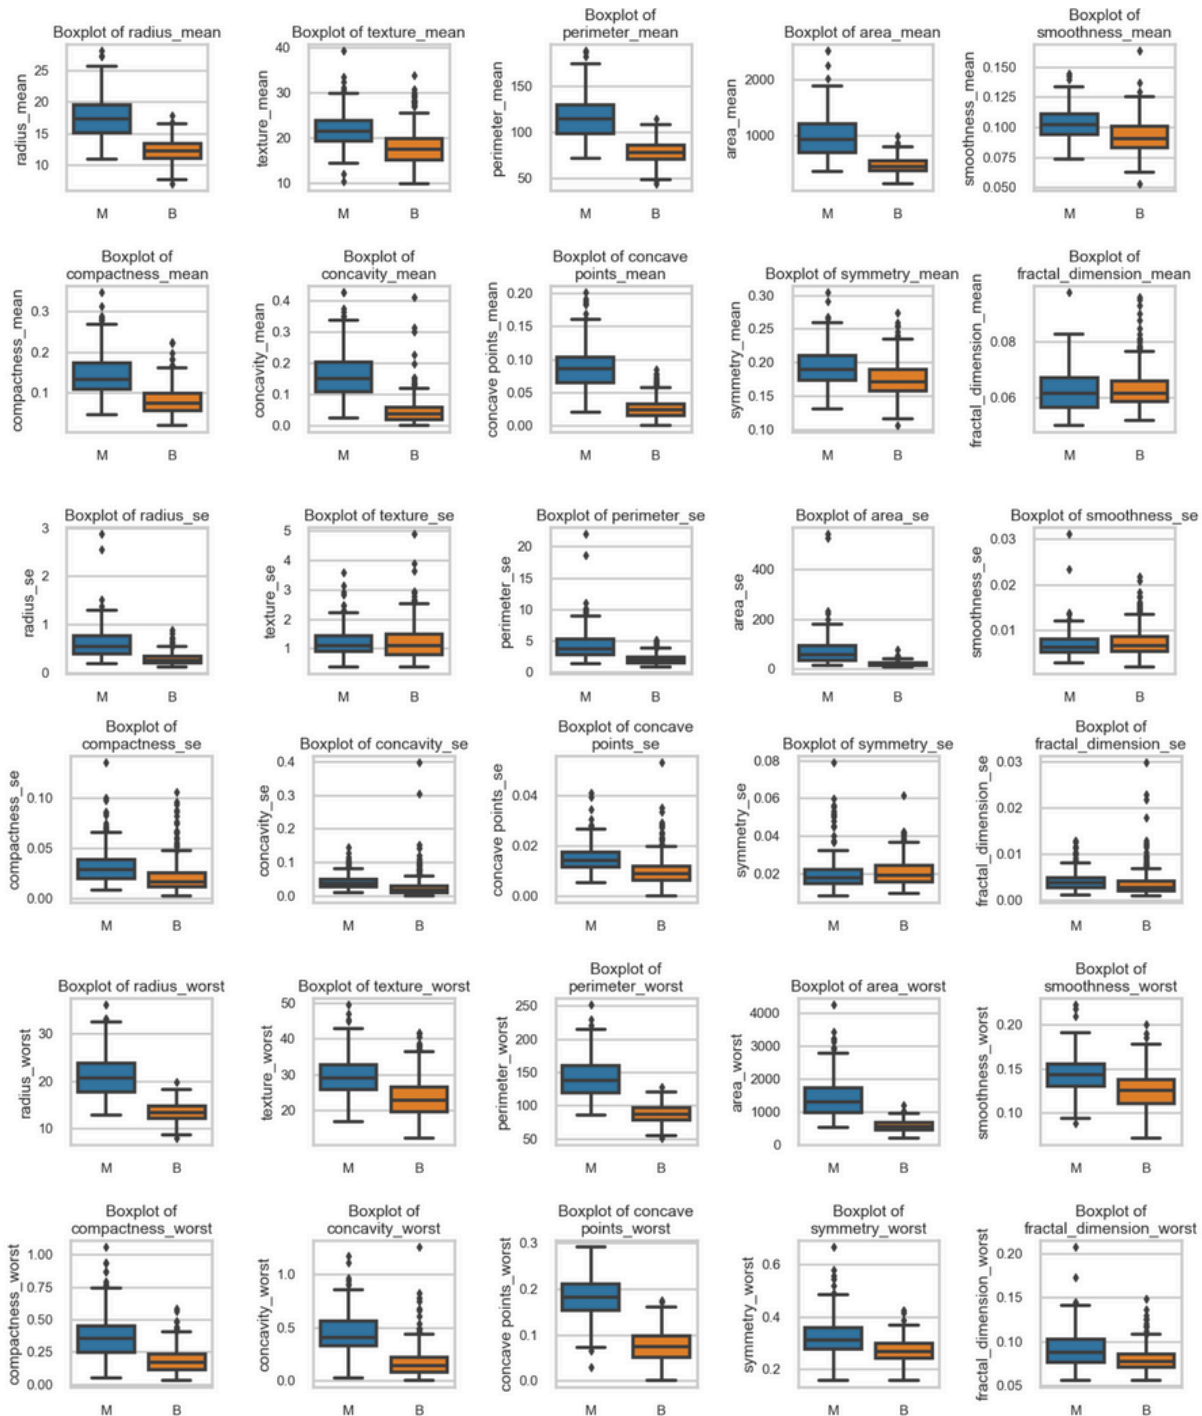 Boxplot of radius_mean
radius_mean
25
20
15
10
M B
Boxplot of texture_mean
texture_mean
40
30
20
10
M B
Boxplot of
perimeter_mean
perimeter_mean
150
100
50
M B
Boxplot of area_mean
area_mean
2000
1000
M B
Boxplot of
smoothness_mean
smoothness_mean
0.150
0.125
0.100
0.075
0.050
M B
Boxplot of
compactness_mean
compactness_mean
0.3
0.2
0.1
M B
Boxplot of
concavity_mean
concavity_mean
0.4
0.3
0.2
0.1
0.0
M B
Boxplot of concave
points_mean
concave points_mean
0.20
0.15
0.10
0.05
0.00
M B
Boxplot of symmetry_mean
symmetry_mean
0.30
0.25
0.20
0.15
0.10
M B
Boxplot of
fractal_dimension_mean
fractal_dimension_mean
0.08
0.06
M B
Boxplot of radius_se
radius_se
3
2
1
0
M B
Boxplot of texture_se
texture_se
5
4
3
2
1
M B
Boxplot of perimeter_se
perimeter_se
20
15
10
5
0
M B
Boxplot of area_se
area_se
400
200
0
M B
Boxplot of smoothness_se
smoothness_se
0.03
0.02
0.01
M B
Boxplot of
compactness_se
compactness_se
0.10
0.05
0.00
M B
Boxplot of concavity_se
concavity_se
0.4
0.3
0.2
0.1
0.0
M B
Boxplot of concave
points_se
concave points_se
0.04
0.02
0.00
M B
Boxplot of symmetry_se
symmetry_se
0.08
0.06
0.04
0.02
M B
Boxplot of
fractal_dimension_se
fractal_dimension_se
0.03
0.02
0.01
0.00
M B
Boxplot of radius_worst
radius_worst
30
20
10
M B
Boxplot of texture_worst
texture_worst
50
40
30
20
M B
Boxplot of
perimeter_worst
perimeter_worst
250
200
150
100
50
M B
Boxplot of area_worst
area_worst
4000
3000
2000
1000
0
M B
Boxplot of
smoothness_worst
smoothness_worst
0.20
0.15
0.10
M B
Boxplot of
compactness_worst
compactness_worst
1.00
0.75
0.50
0.25
0.00
M B
Boxplot of
concavity_worst
concavity_worst
1.0
0.5
0.0
M B
Boxplot of concave
points_worst
concave points_worst
0.3
0.2
0.1
0.0
M B
Boxplot of
symmetry_worst
symmetry_worst
0.6
0.4
0.2
M B
Boxplot of
fractal_dimension_worst
fractal_dimension_worst
0.20
0.15
0.10
0.05
M B